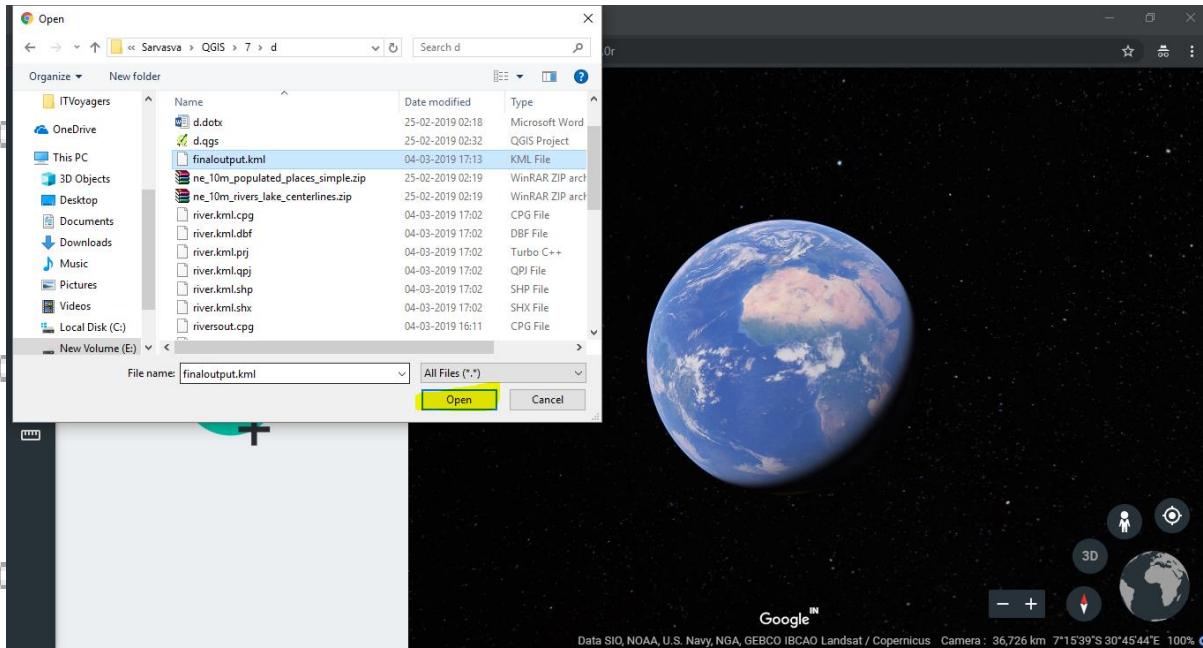 Open
« Sarvasva › QGIS › 7 › d
Search d
.0r
Organize
New folder
ITVoyagers
OneDrive
This PC
3D Objects
Desktop
Documents
Downloads
Music
Pictures
Videos
Local Disk (C:)
New Volume (E:)
Name Date modified Type
d.dotx 25-02-2019 02:18 Microsoft Word
d.qgs 25-02-2019 02:32 QGIS Project
finaloutput.kml 04-03-2019 17:13 KML File
ne_10m_populated_places_simple.zip 25-02-2019 02:19 WinRAR ZIP arch
ne_10m_rivers_lake_centerlines.zip 25-02-2019 02:19 WinRAR ZIP arch
river.kml.cpg 04-03-2019 17:02 CPG File
river.kml.dbf 04-03-2019 17:02 DBF File
river.kml.prj 04-03-2019 17:02 Turbo C++
river.kml.qpj 04-03-2019 17:02 QPJ File
river.kml.shp 04-03-2019 17:02 SHP File
river.kml.shx 04-03-2019 17:02 SHX File
riversout.cpg 04-03-2019 16:11 CPG File
File name: finaloutput.kml All Files (*.*)
Open Cancel
3D
Google IN
Data SIO, NOAA, U.S. Navy, NGA, GEBCO IBCAO Landsat / Copernicus Camera : 36,726 km 7°15'39"S 30°45'44"E 100%